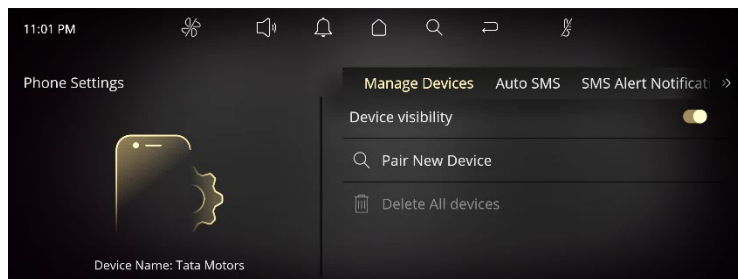 11:01 PM
Phone Settings
Manage Devices Auto SMS SMS Alert Notificati
Device visibility
Pair New Device
Delete All devices
Device Name: Tata Motors